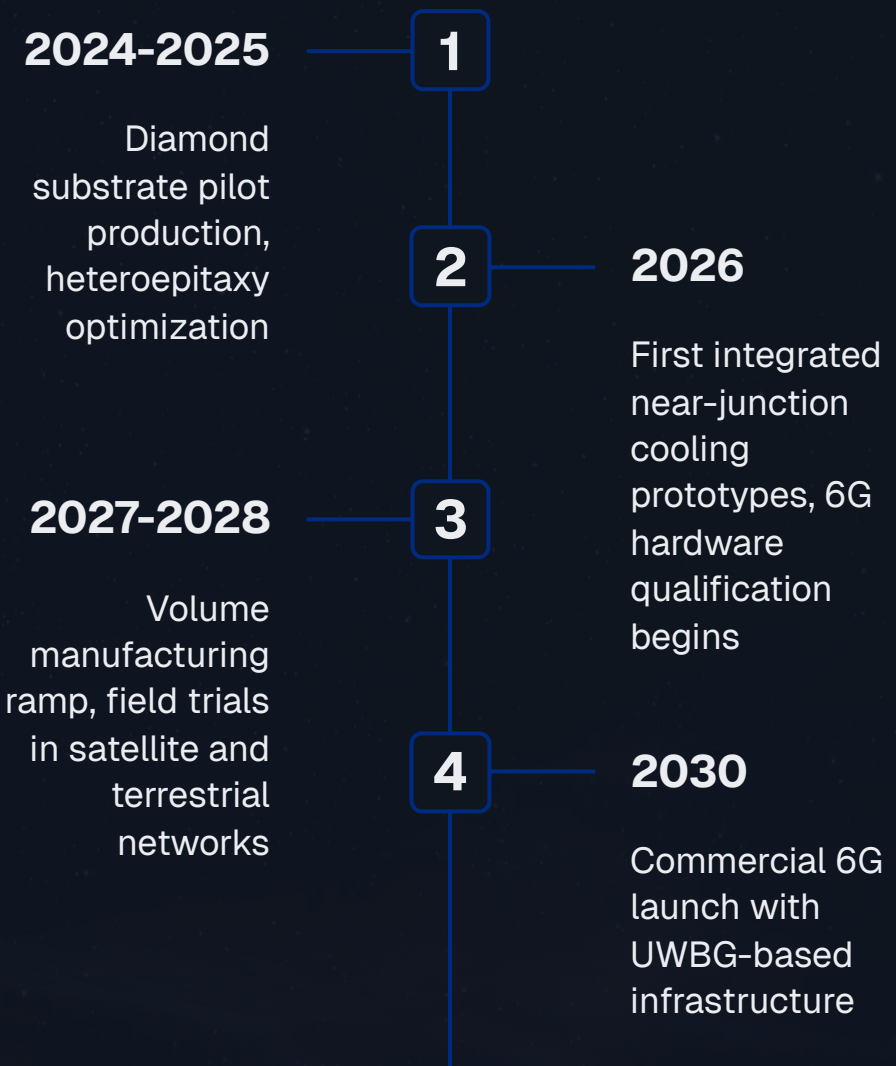 1
2024-2025
Diamond
substrate pilot
production,
heteroepitaxy
optimization
2
2026
First integrated
near-junction
cooling
prototypes, 6G
hardware
qualification
begins
3
2027-2028
Volume
manufacturing
ramp, field trials
in satellite and
terrestrial
networks
4
2030
Commercial 6G
launch with
UWBG-based
infrastructure